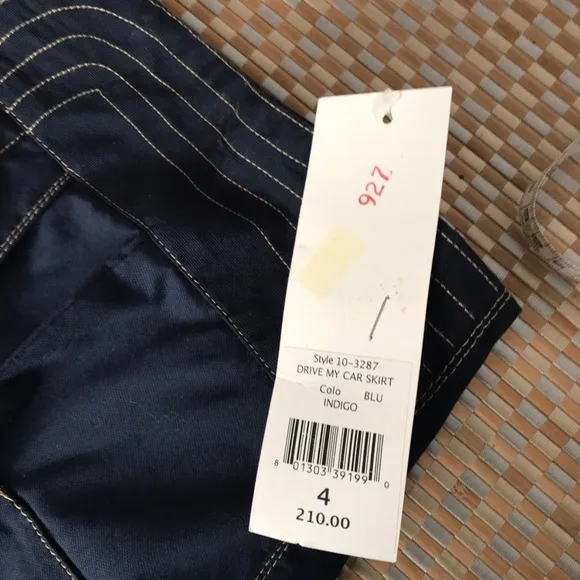 927
Style 10-3287
DRIVE MY CAR SKIRT
Colo BLU
INDIGO
8 01303 39199 0
4
210.00